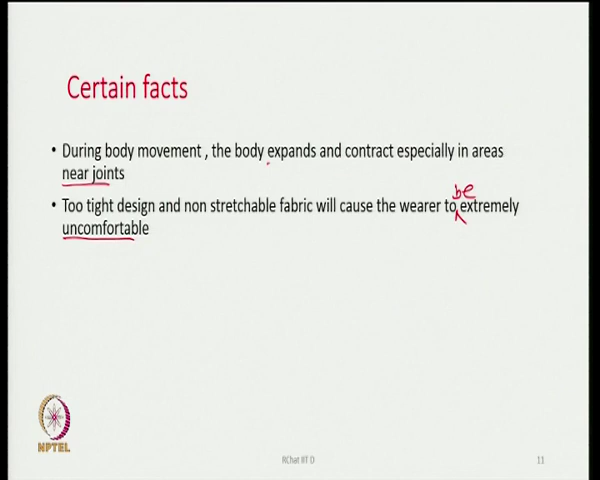 Certain facts
• During body movement , the body expands and contract especially in areas
near joints
be
• Too tight design and non stretchable fabric will cause the wearer to extremely
uncomfortable
NPTEL
RChat IIT D
11